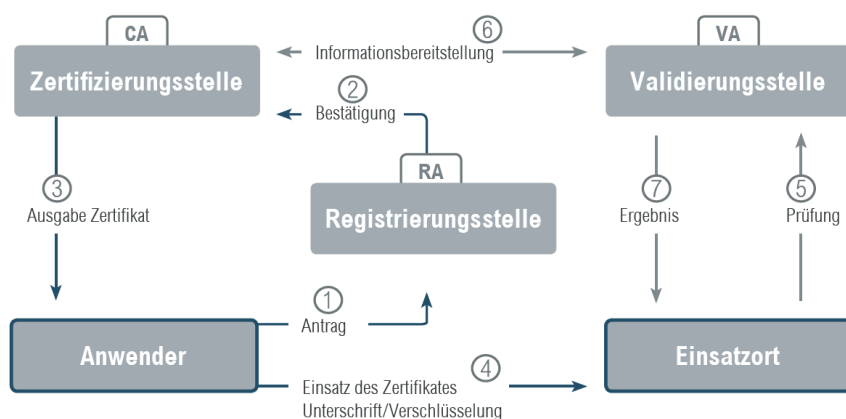 CA
Zertifizierungsstelle
6
Informationsbereitstellung
VA
Validierungsstelle
2
Bestätigung
RA
Registrierungsstelle
3
Ausgabe Zertifikat
7
Ergebnis
5
Prüfung
1
Antrag
Anwender
4
Einsatz des Zertifikates
Unterschrift/Verschlüsselung
Einsatzort